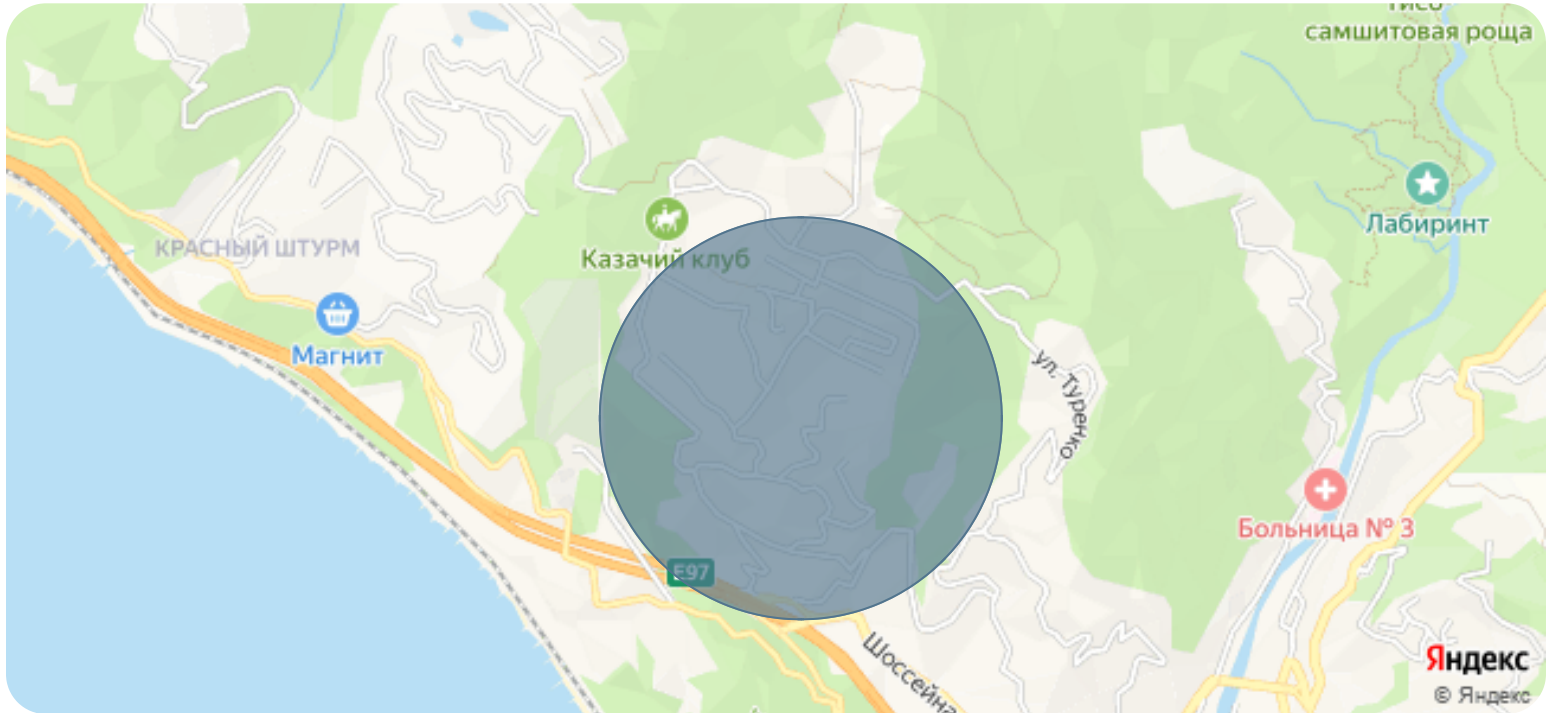 самшитовая роща
Лабиринт
Казачий клуб
КРАСНЫЙ ШТУРМ
Магнит
ул. Туренко
Больница № 3
E97
Шоссейна
Яндекс
© Яндекс